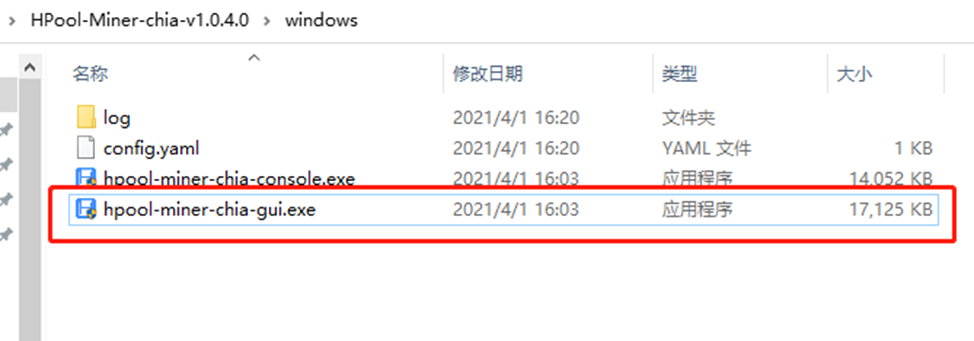 HPool-Miner-chia-v1.0.4.0 > windows
名称 修改日期 类型 大小
log 2021/4/1 16:20 文件夹
config.yaml 2021/4/1 16:20 YAML 文件 1 KB
hpool-miner-chia-console.exe 2021/4/1 16:03 应用程序 14,052 KB
hpool-miner-chia-gui.exe 2021/4/1 16:03 应用程序 17,125 KB